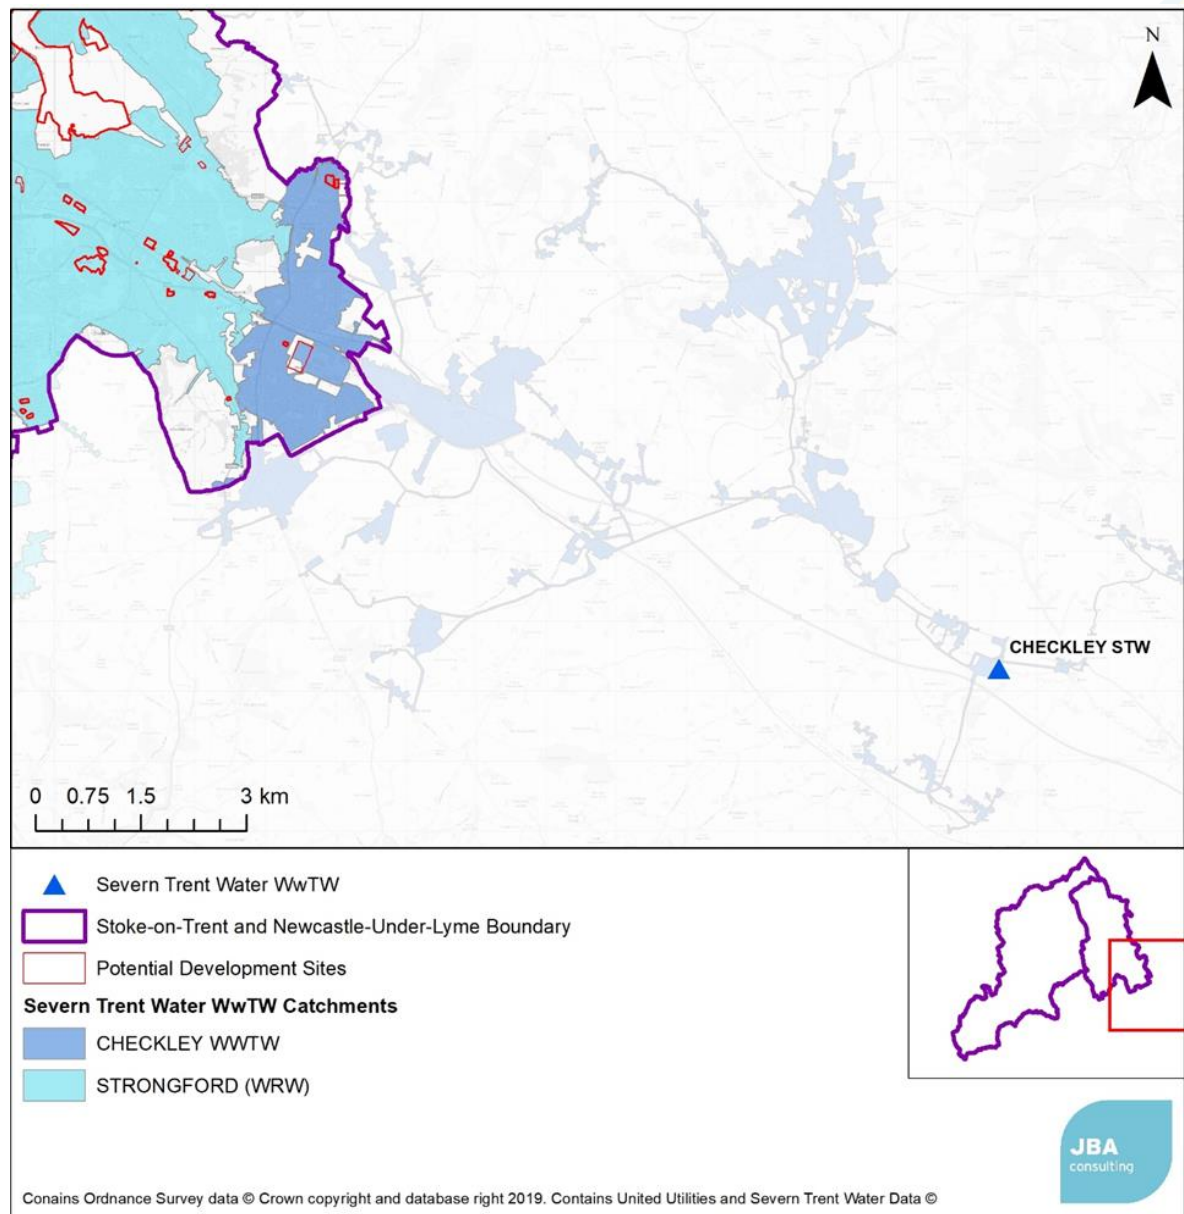 N
CHECKLEY STW
0 0.75 1.5 3 km
Severn Trent Water WwTW
Stoke-on-Trent and Newcastle-Under-Lyme Boundary
Potential Development Sites
Severn Trent Water WwTW Catchments
CHECKLEY WWTW
STRONGFORD (WRW)
JBA
consulting
Conains Ordnance Survey data © Crown copyright and database right 2019. Contains United Utilities and Severn Trent Water Data ©